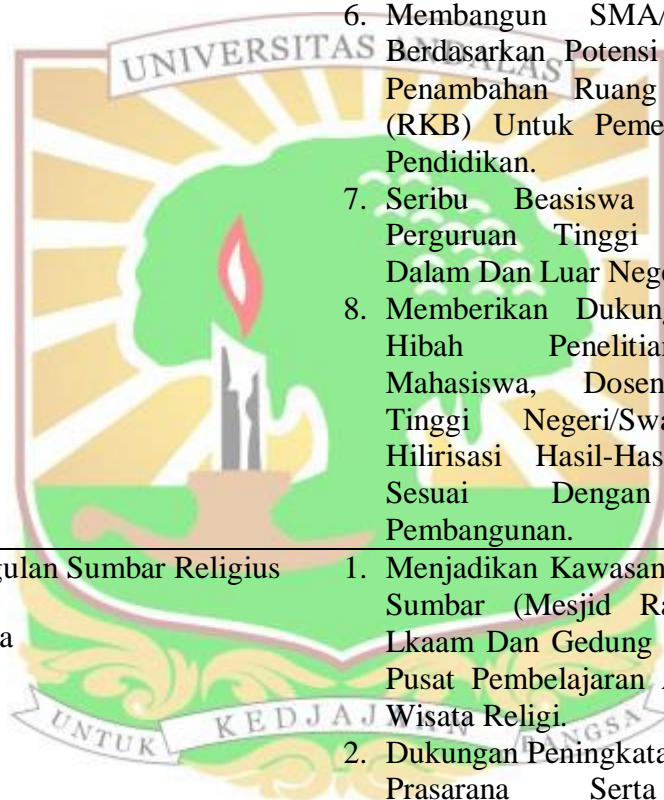 6. Membangun SMA/
UNIVERSITAS ANDALAS
Berdasarkan Potensi
Penambahan Ruang
(RKB) Untuk Peme
Pendidikan.
7. Seribu Beasiswa
Perguruan Tinggi
Dalam Dan Luar Nege
8. Memberikan Dukung
Hibah Penelitian
Mahasiswa, Dosen
Tinggi Negeri/Swa
Hilirisasi Hasil-Has
Sesuai Dengan
Pembangunan.
gulan Sumbar Religius
a
1. Menjadikan Kawasan
Sumbar (Mesjid Ra
Lkaam Dan Gedung
Pusat Pembelajaran
Wisata Religi.
UNTUK KEDJAJAAN BANGSA
2. Dukungan Peningkata
Prasarana Serta